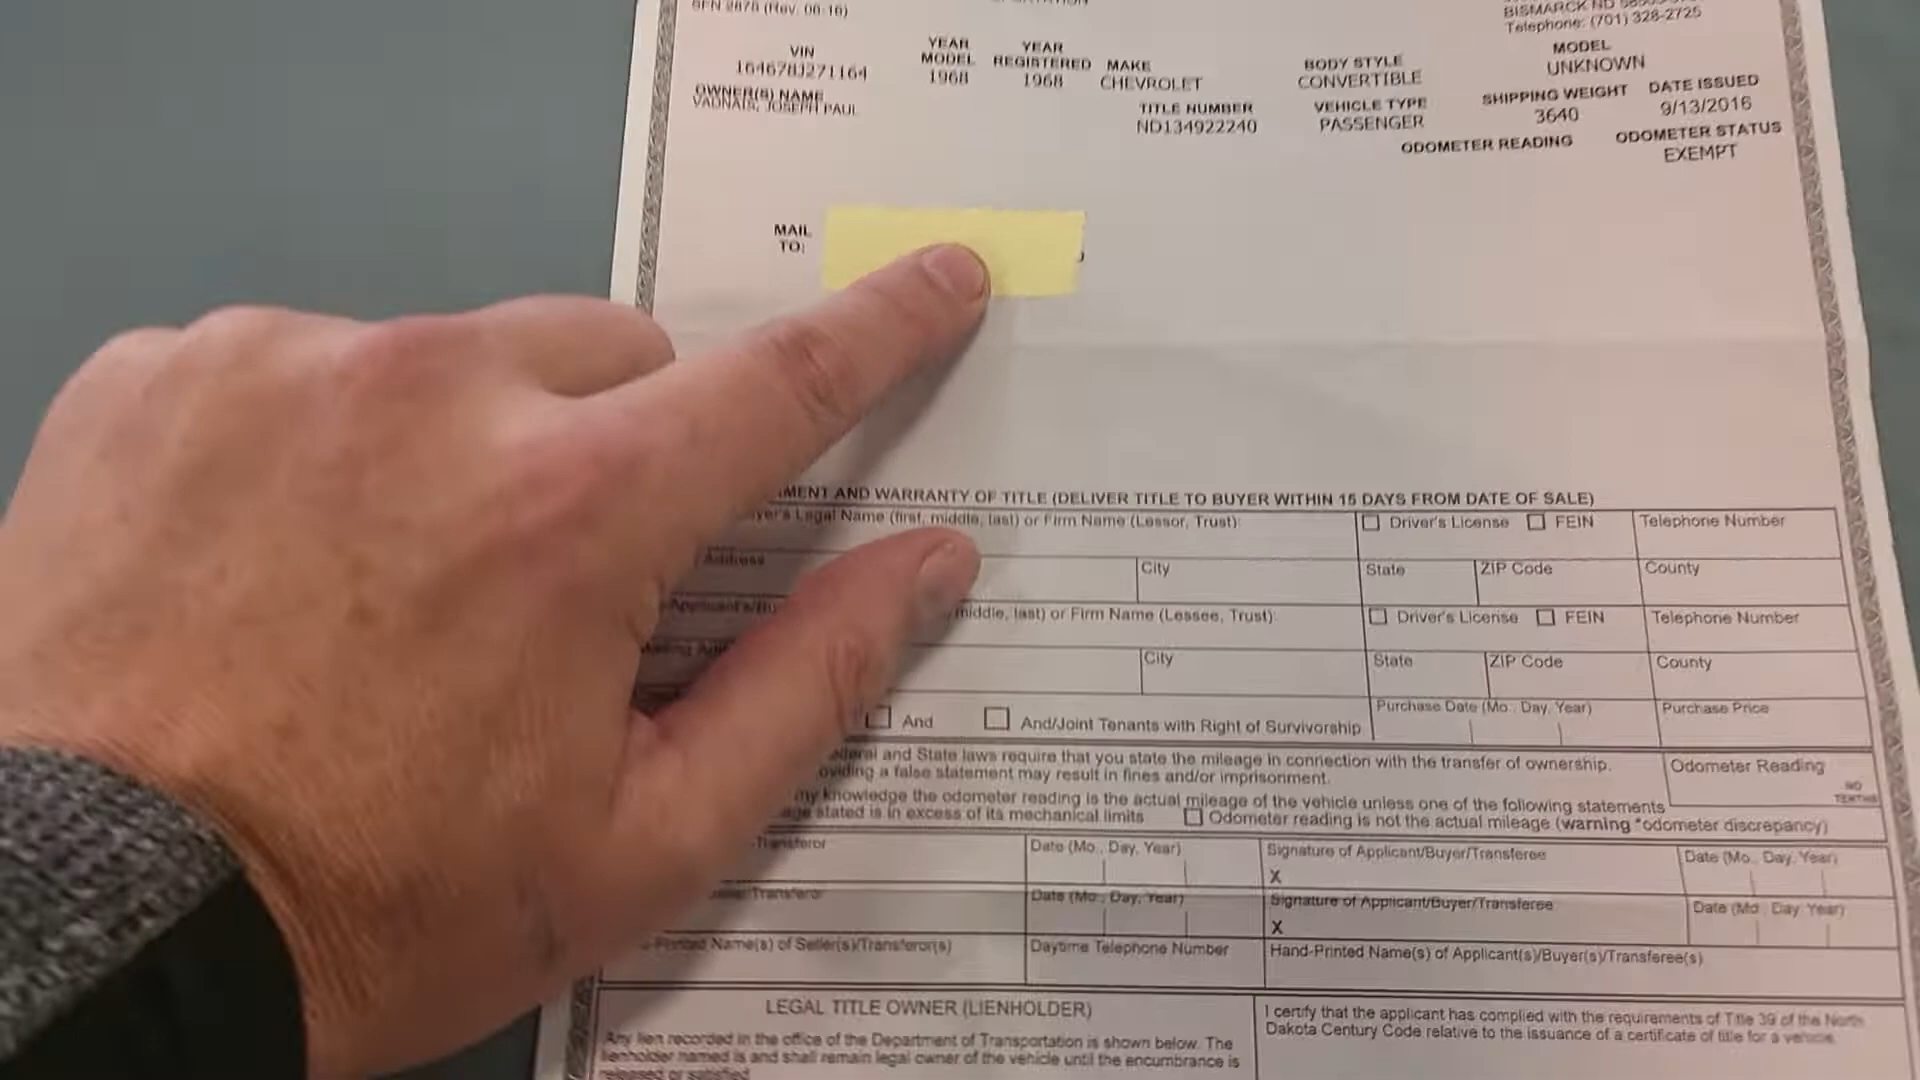 SFN 2878 (Rev. 06-16)
BISMARCK ND
Telephone: (701) 328-2725
VIN
164678J271164
YEAR MODEL
1968
YEAR REGISTERED
1968
MAKE
CHEVROLET
BODY STYLE
CONVERTIBLE
MODEL
UNKNOWN
OWNER(S) NAME
VADNAIS, JOSEPH PAUL
TITLE NUMBER
ND134922240
VEHICLE TYPE
PASSENGER
SHIPPING WEIGHT
3640
DATE ISSUED
9/13/2016
ODOMETER READING
ODOMETER STATUS
EXEMPT
MAIL
TO:
MENT AND WARRANTY OF TITLE (DELIVER TITLE TO BUYER WITHIN 15 DAYS FROM DATE OF SALE)
yer's Legal Name (first, middle, last) or Firm Name (Lessor, Trust):
Driver's License FEIN
Telephone Number
Address
City
State
ZIP Code
County
middle, last) or Firm Name (Lessee, Trust):
Driver's License FEIN
Telephone Number
City
State
ZIP Code
County
And And/Joint Tenants with Right of Survivorship
Purchase Date (Mo., Day, Year)
Purchase Price
ederal and State laws require that you state the mileage in connection with the transfer of ownership.
oviding a false statement may result in fines and/or imprisonment.
Odometer Reading
NO
TENTHS
my knowledge the odometer reading is the actual mileage of the vehicle unless one of the following statements
age stated is in excess of its mechanical limits Odometer reading is not the actual mileage (warning *odometer discrepancy)
Transferor
Date (Mo., Day, Year)
Signature of Applicant/Buyer/Transferee
X
Date (Mo., Day, Year)
Transferor
Date (Mo., Day, Year)
Signature of Applicant/Buyer/Transferee
X
Date (Mo., Day, Year)
Printed Name(s) of Seller(s)/Transferor(s)
Daytime Telephone Number
Hand-Printed Name(s) of Applicant(s)/Buyer(s)/Transferee(s)
LEGAL TITLE OWNER (LIENHOLDER)
Any lien recorded in the office of the Department of Transportation is shown below. The
lienholder named is and shall remain legal owner of the vehicle until the encumbrance is
released or satisfied
I certify that the applicant has complied with the requirements of Title 39 of the North
Dakota Century Code relative to the issuance of a certificate of title for a vehicle.